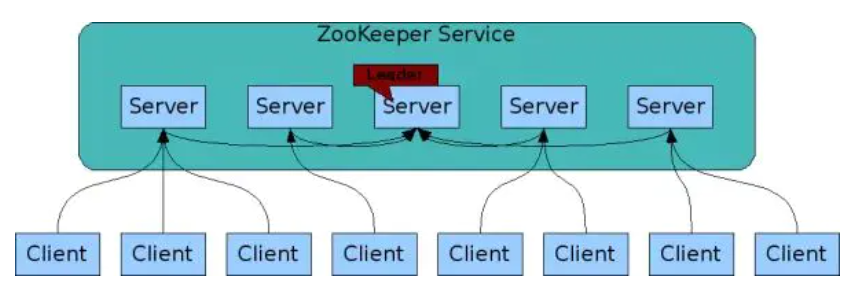 ZooKeeper Service
Leader
Server Server Server Server Server
Client Client Client Client Client Client Client Client